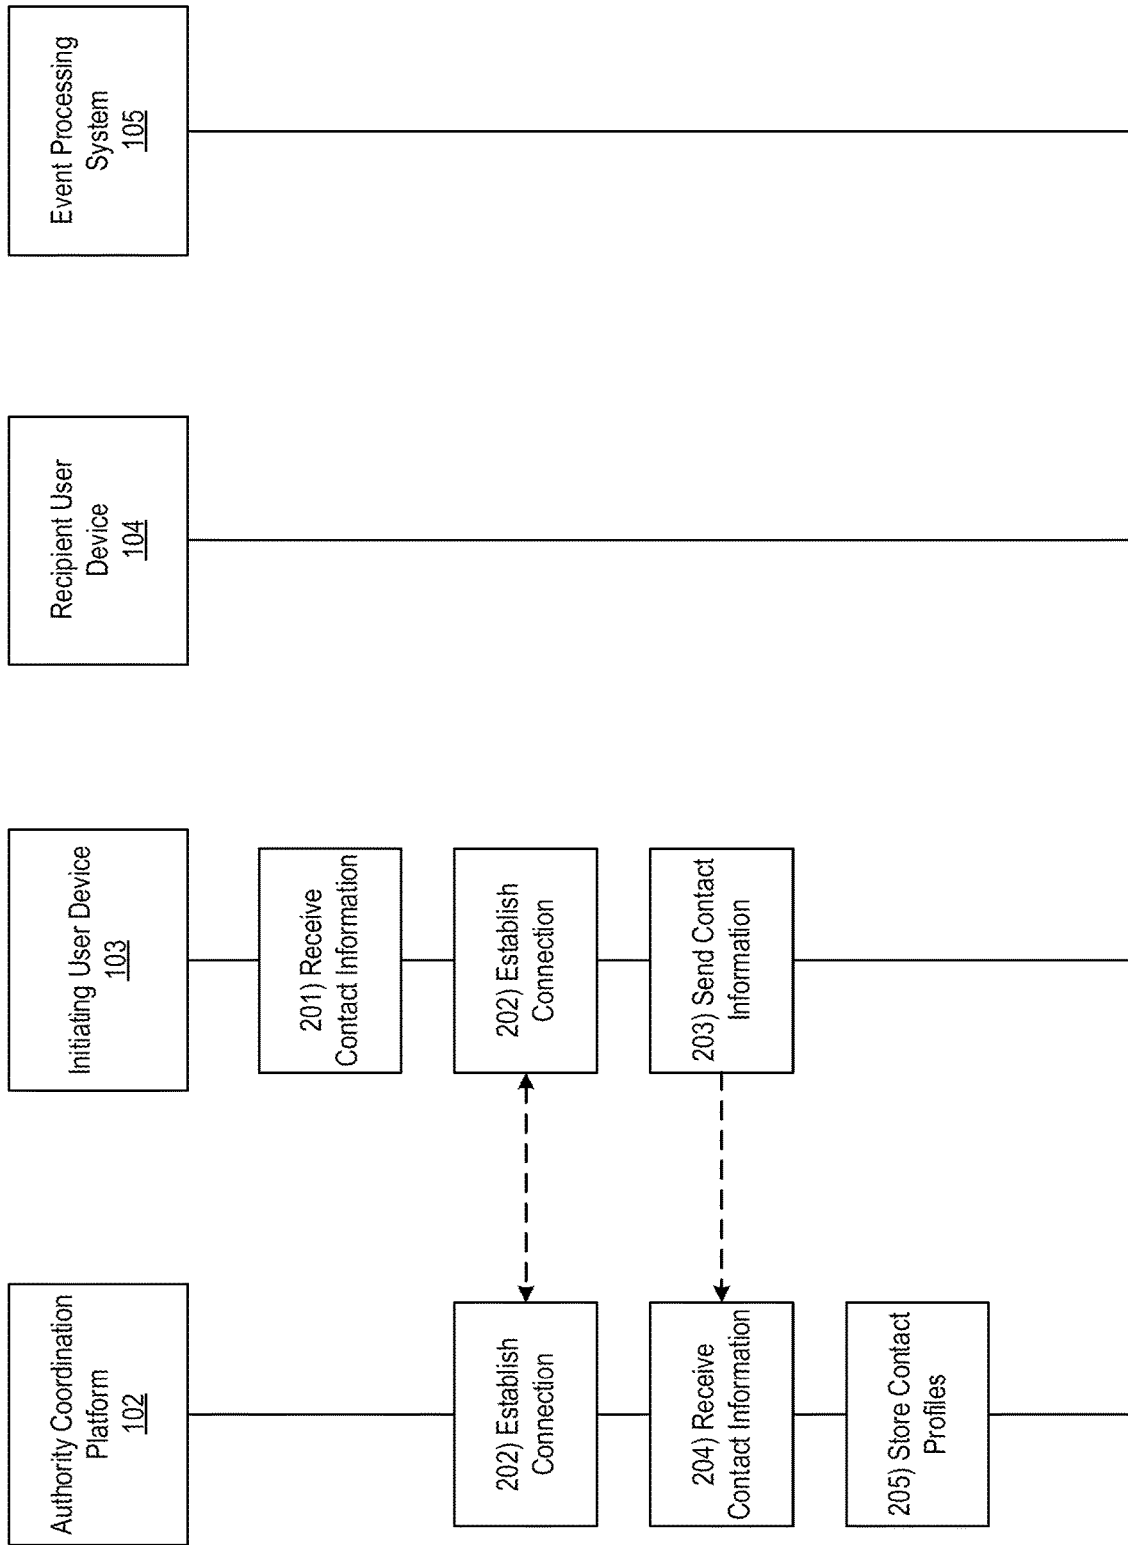 Authority Coordination
Platform
102
Initiating User Device
103
Recipient User
Device
104
Event Processing
System
105
201) Receive
Contact Information
202) Establish
Connection
202) Establish
Connection
203) Send Contact
Information
204) Receive
Contact Information
205) Store Contact
Profiles